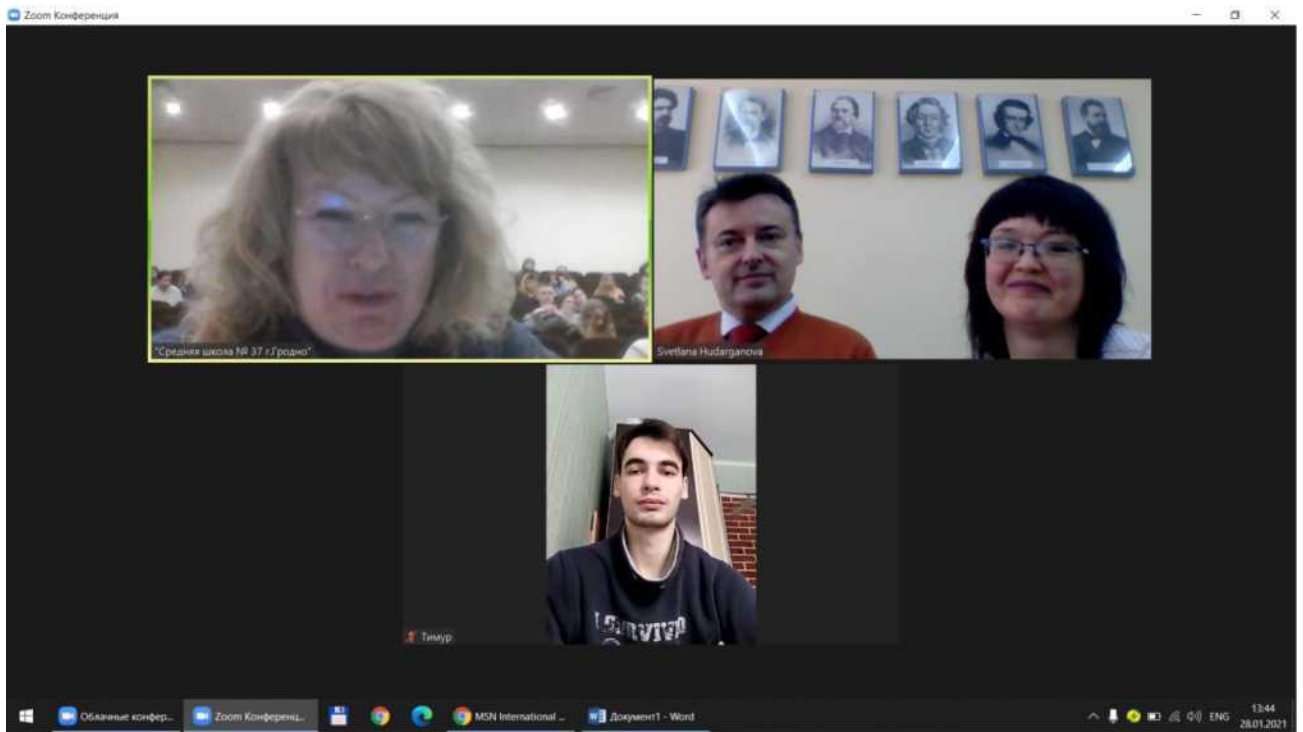 Zoom Конференция
"Средняя школа № 37 г.Гродно"
Svetlana Hudarganova
Тимур
Облачные конфер...
Zoom Конференц...
MSN International ...
Документ1 - Word
ENG
13:44
28.01.2021